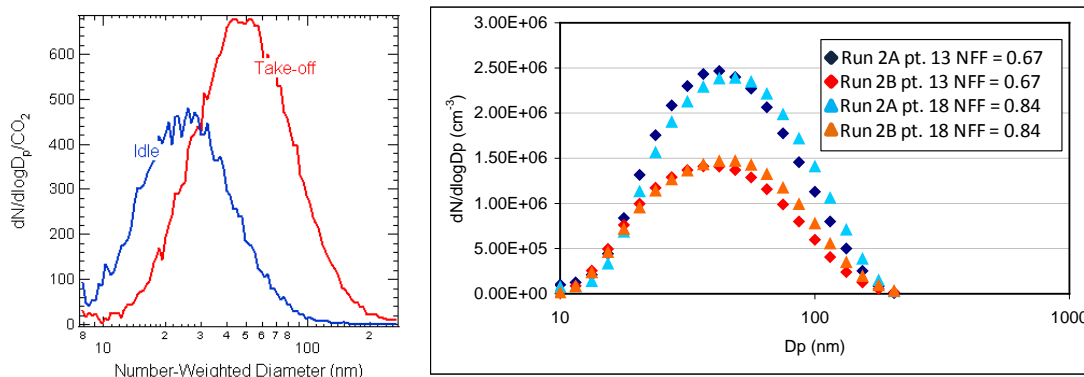 dN/dlogDp/CO2
600
500
400
300
200
100
0
Idle
Take-off
8
10
2
3
4
5
6
7
8
100
2
Number-Weighted Diameter (nm)
dN/dlogDp (cm-3)
3.00E+06
2.50E+06
2.00E+06
1.50E+06
1.00E+06
5.00E+05
0.00E+00
10
100
1000
Dp (nm)
Run 2A pt. 13 NFF = 0.67
Run 2B pt. 13 NFF = 0.67
Run 2A pt. 18 NFF = 0.84
Run 2B pt. 18 NFF = 0.84